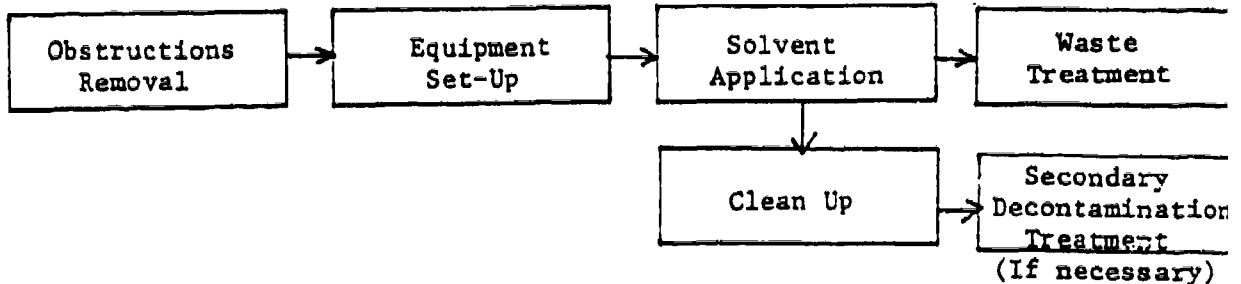 Obstructions
Removal
Equipment
Set-Up
Solvent
Application
Waste
Treatment
Clean Up
Secondary
Decontamination
Treatment
(If necessary)